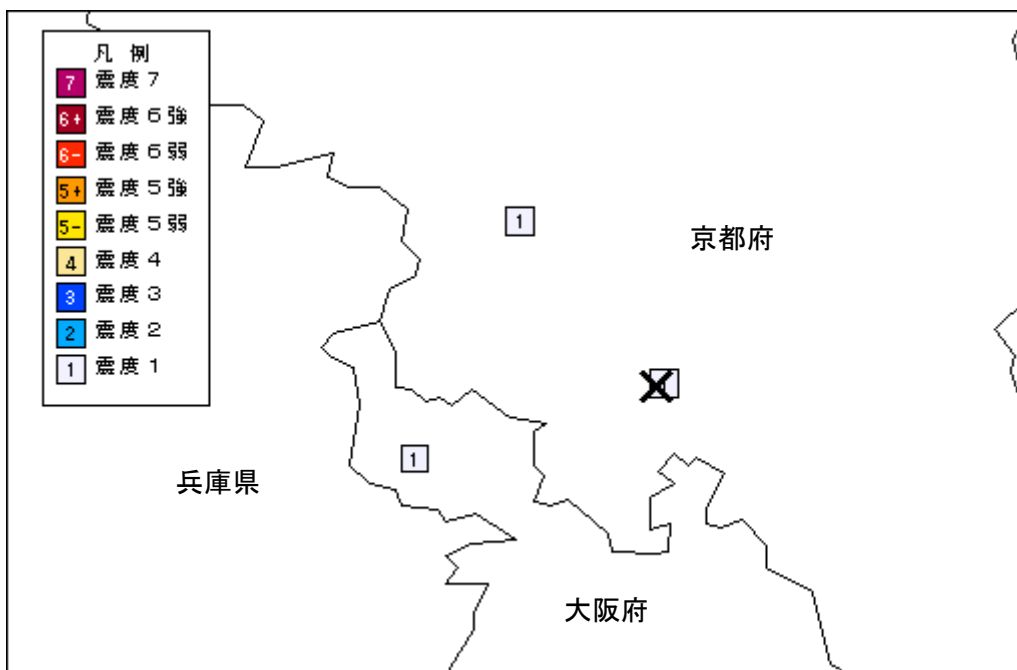 凡 例
7 震度7
6+ 震度6強
6- 震度6弱
5+ 震度5強
5- 震度5弱
4 震度4
3 震度3
2 震度2
1 震度1
1
京都府
1
兵庫県
大阪府